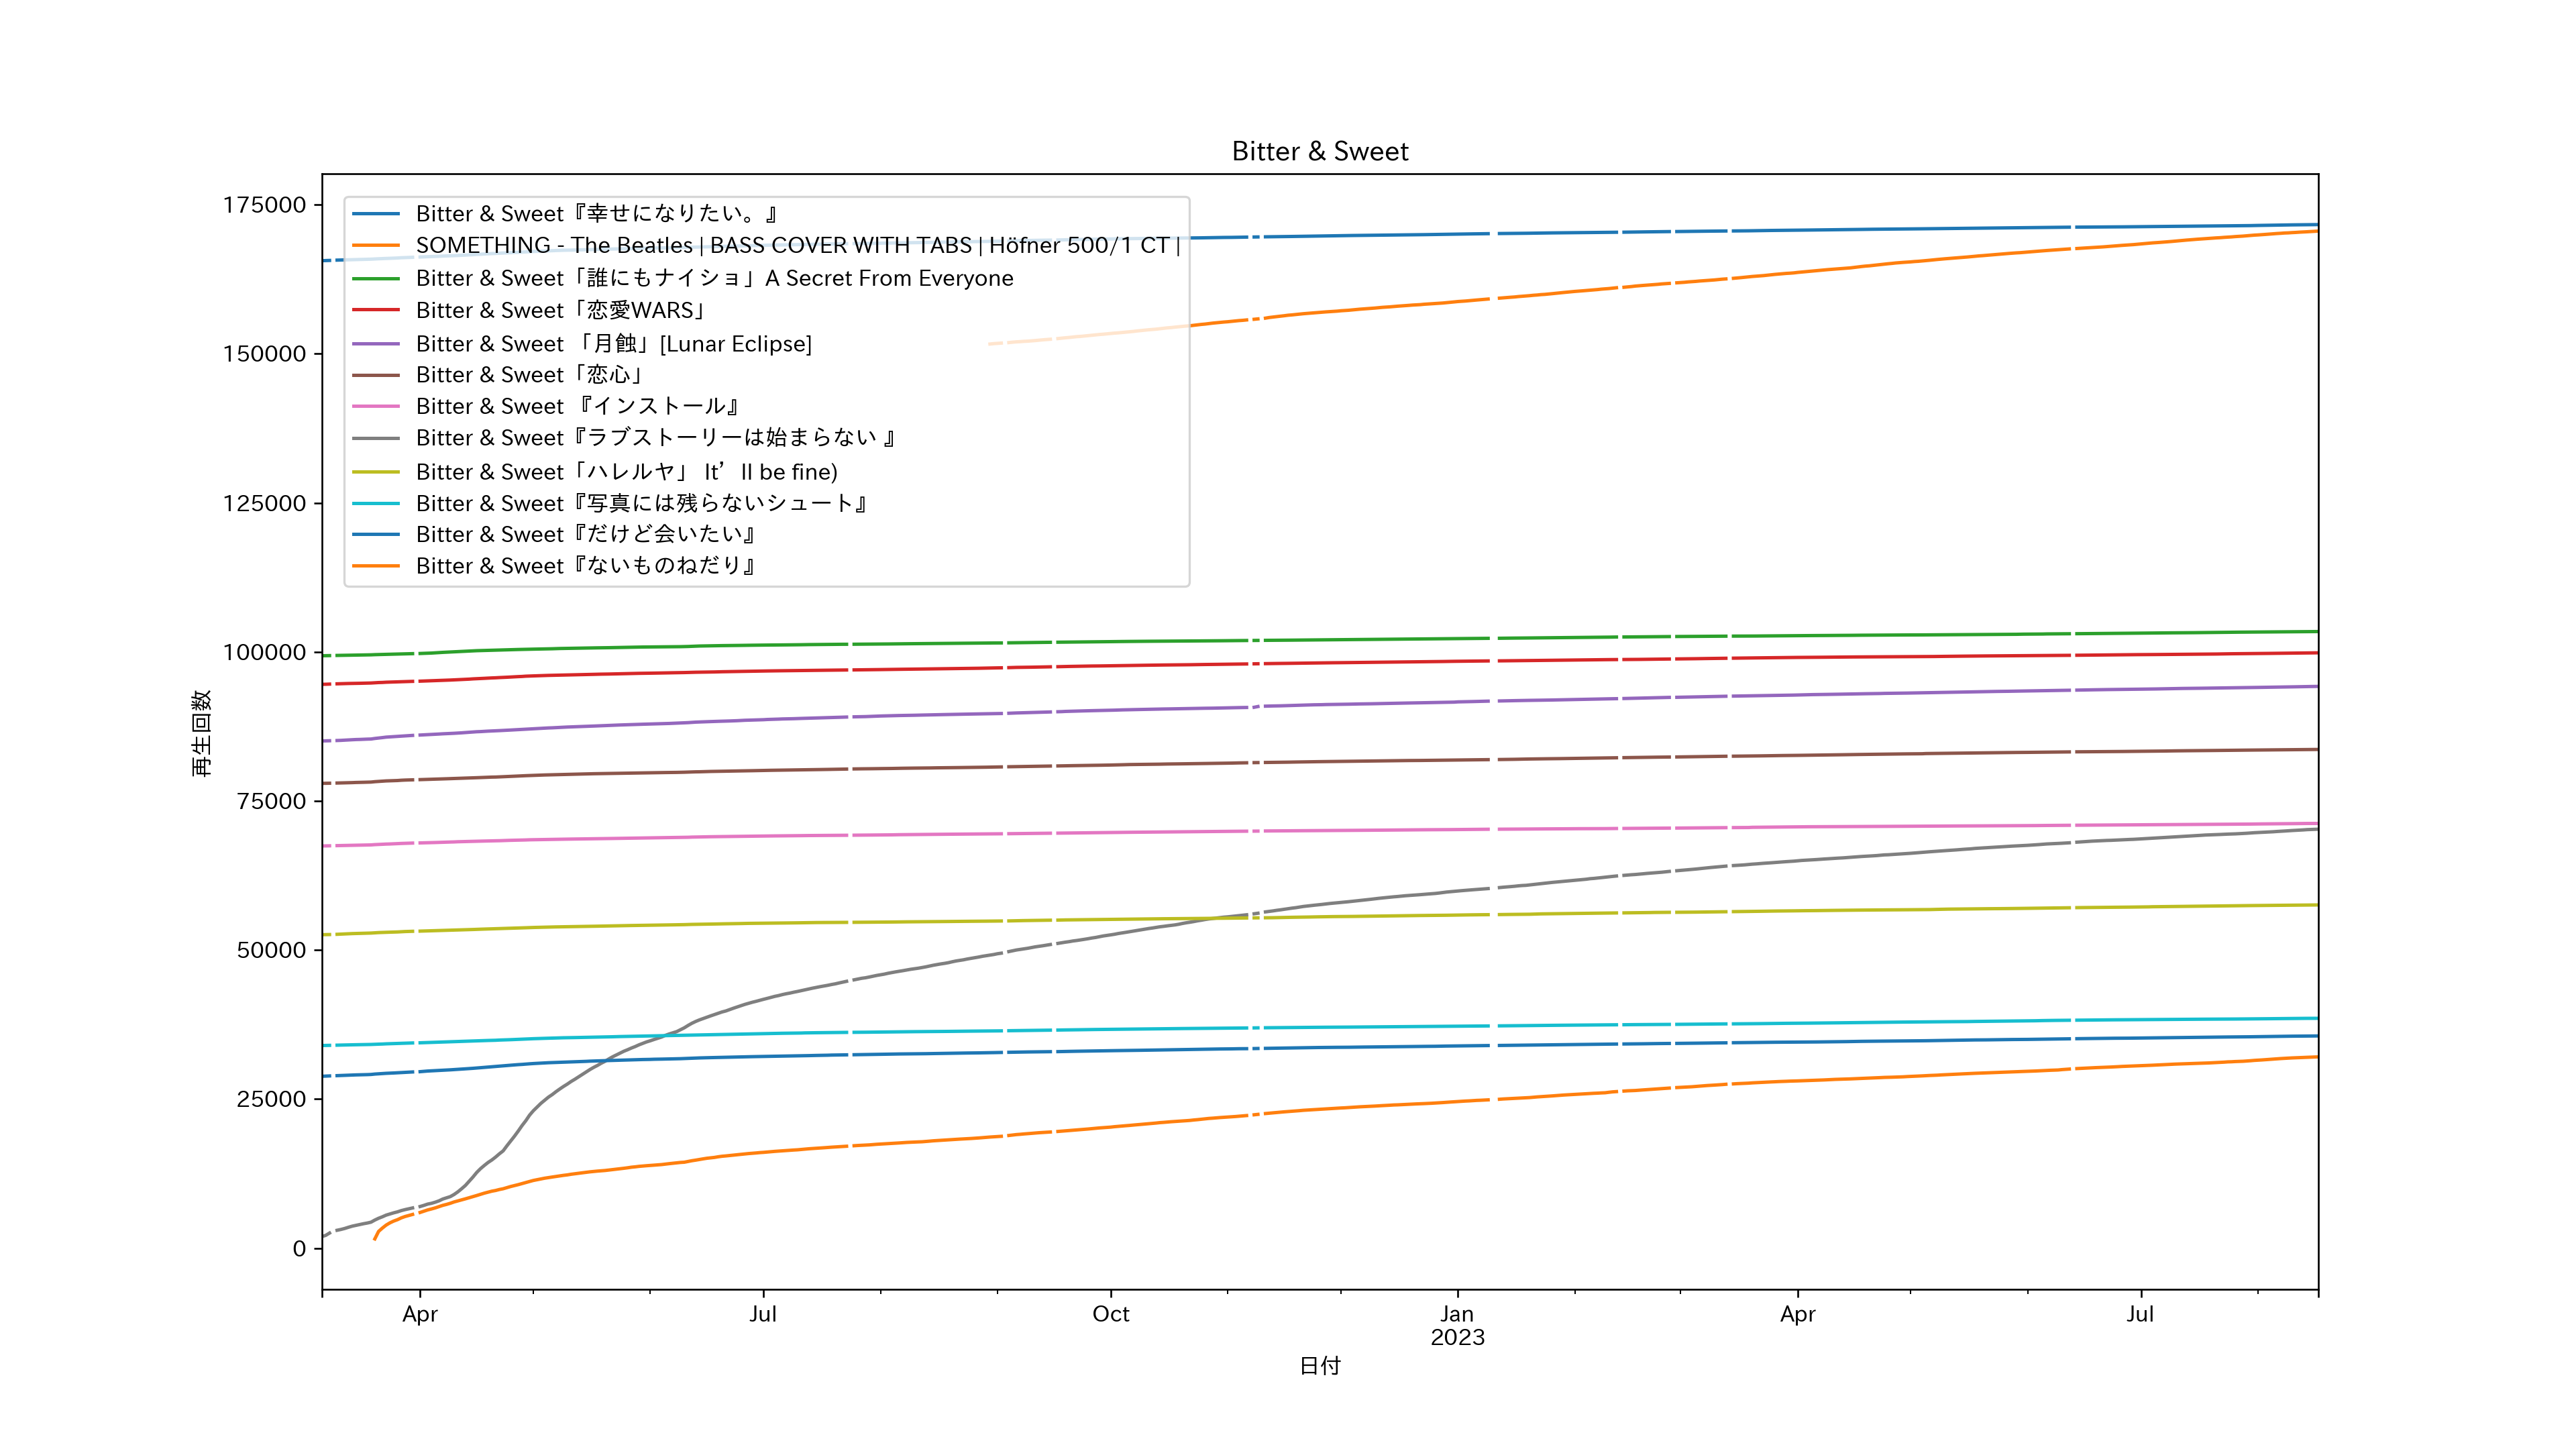 Bitter & Sweet
175000
150000
125000
100000
75000
50000
25000
0
再生回数
Bitter & Sweet『幸せになりたい。』
SOMETHING - The Beatles | BASS COVER WITH TABS | Höfner 500/1 CT |
Bitter & Sweet「誰にもナイショ」A Secret From Everyone
Bitter & Sweet「恋愛WARS」
Bitter & Sweet 「月蝕」[Lunar Eclipse]
Bitter & Sweet「恋心」
Bitter & Sweet 『インストール』
Bitter & Sweet『ラブストーリーは始まらない 』
Bitter & Sweet「ハレルヤ」 It’ll be fine)
Bitter & Sweet『写真には残らないシュート』
Bitter & Sweet『だけど会いたい』
Bitter & Sweet『ないものねだり』
Apr Jul Oct Jan Apr Jul
2023
日付